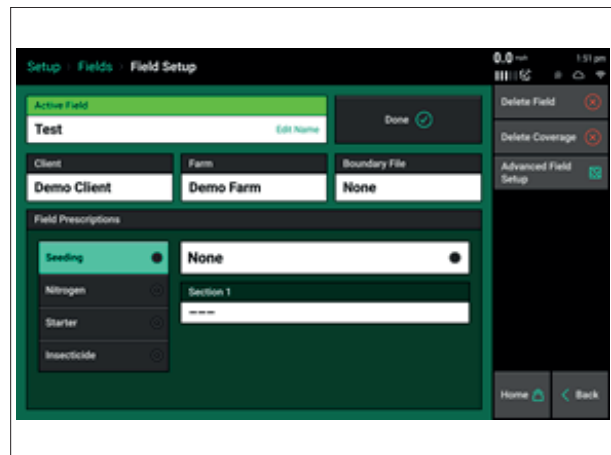 Setup Fields Field Setup
0.0 mph 1:51 pm
Active Field
Test Edit Name
Done
Delete Field
Delete Coverage
Advanced Field
Setup
Client
Demo Client
Farm
Demo Farm
Boundary File
None
Field Prescriptions
Seeding
Nitrogen
Starter
Insecticide
None
Section 1
---
Home
Back